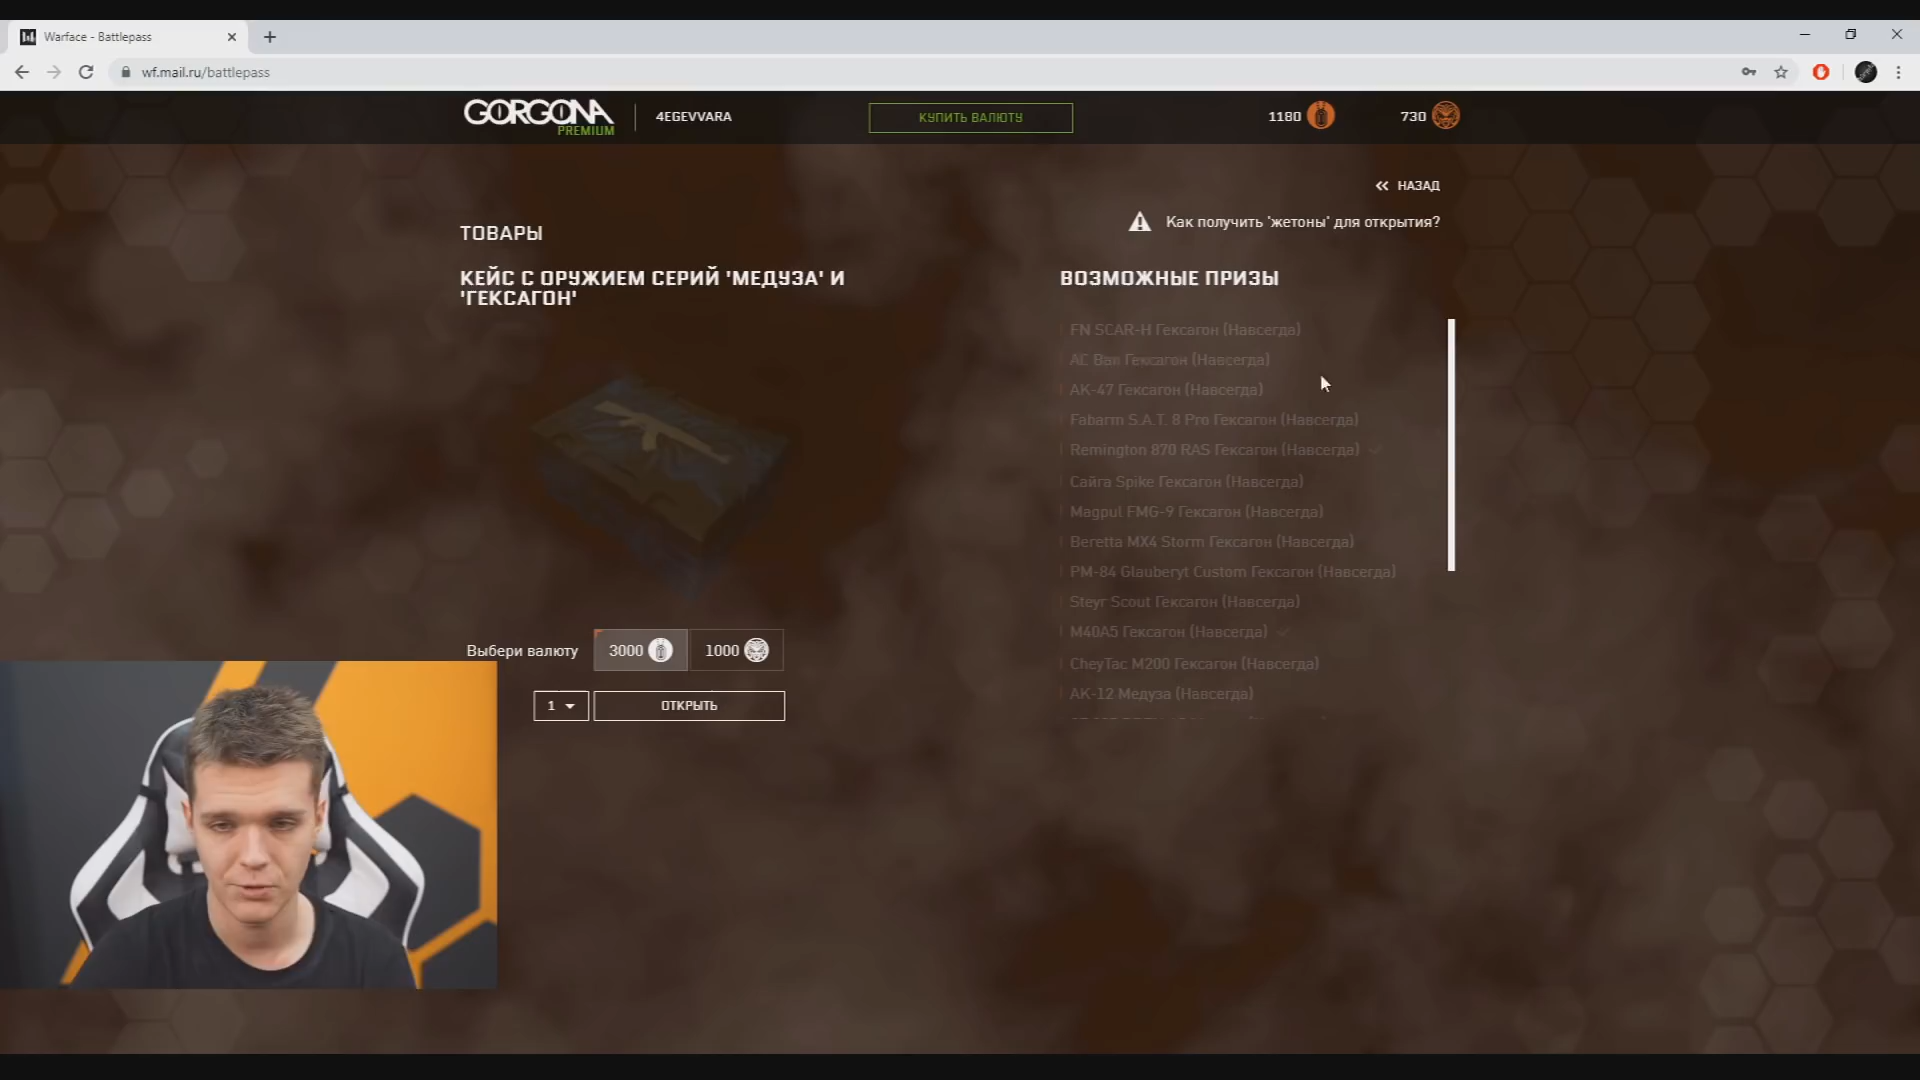 Warface - Battlepass
wf.mail.ru/battlepass
GORGONA
PREMIUM
4EGEVVARA
КУПИТЬ ВАЛЮТУ
1180
730
НАЗАД
Как получить 'жетоны' для открытия?
ТОВАРЫ
КЕЙС С ОРУЖИЕМ СЕРИЙ 'МЕДУЗА' И
'ГЕКСАГОН'
Выбери валюту
3000
1000
1
ОТКРЫТЬ
ВОЗМОЖНЫЕ ПРИЗЫ
FN SCAR-H Гексагон (Навсегда)
АС Вал Гексагон (Навсегда)
АК-47 Гексагон (Навсегда)
Fabarm S.A.T. 8 Pro Гексагон (Навсегда)
Remington 870 RAS Гексагон (Навсегда)
Сайга Spike Гексагон (Навсегда)
Magpul FMG-9 Гексагон (Навсегда)
Beretta MX4 Storm Гексагон (Навсегда)
PM-84 Glauberyt Custom Гексагон (Навсегда)
Steyr Scout Гексагон (Навсегда)
M40A5 Гексагон (Навсегда)
CheyTac M200 Гексагон (Навсегда)
АК-12 Медуза (Навсегда)